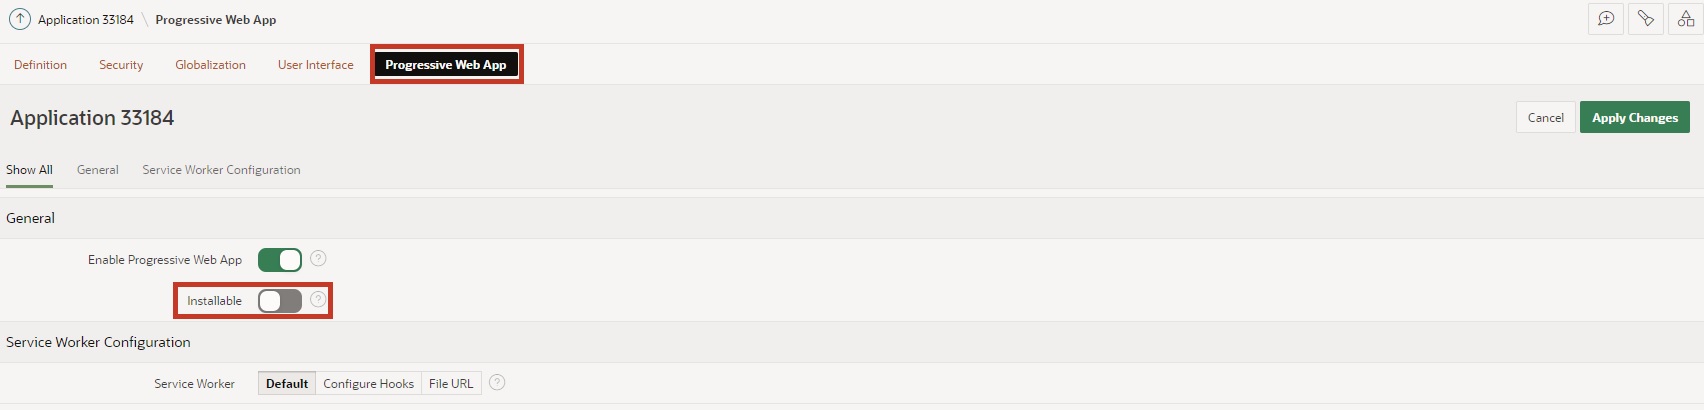 Application 33184 \ Progressive Web App
Definition Security Globalization User Interface Progressive Web App
Application 33184
Cancel Apply Changes
Show All General Service Worker Configuration
General
Enable Progressive Web App ?
Installable ?
Service Worker Configuration
Service Worker Default Configure Hooks File URL ?